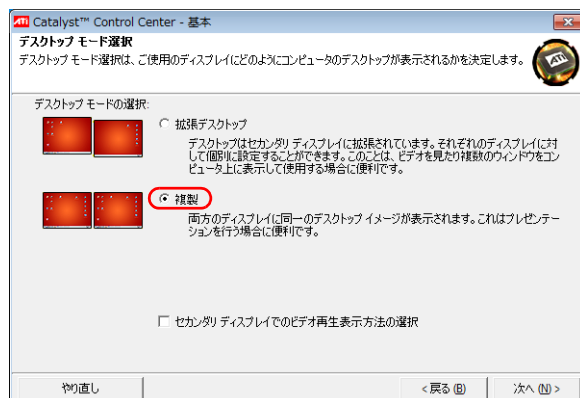 ATI Catalyst™ Control Center - 基本
デスクトップ モード選択
デスクトップ モード選択は、ご使用のディスプレイにどのようにコンピュータのデスクトップが表示されるかを決定します。
ATI
デスクトップ モードの選択:
拡張デスクトップ
デスクトップはセカンダリ ディスプレイに拡張されています。それぞれのディスプレイに対
して個別に設定することができます。このことは、ビデオを見たり複数のウィンドウをコン
ピュータ上に表示して使用する場合に便利です。
複製
両方のディスプレイに同一のデスクトップ イメージが表示されます。これはプレゼンテー
ションを行う場合に便利です。
セカンダリ ディスプレイでのビデオ再生表示方法の選択
やり直し
< 戻る (B)
次へ (N) >